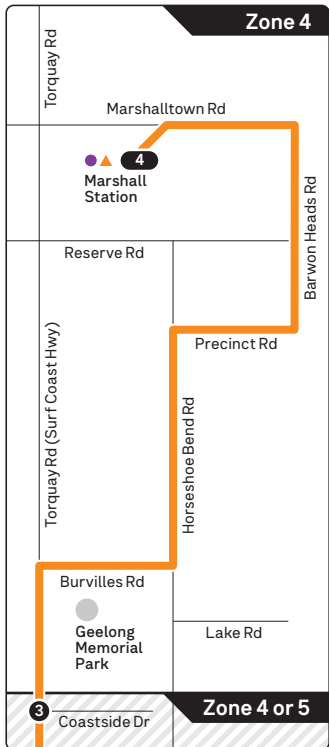 Zone 4
Torquay Rd
Marshalltown Rd
4
Marshall
Station
Barwon Heads Rd
Reserve Rd
Precinct Rd
Torquay Rd (Surf Coast Hwy)
Horseshoe Bend Rd
Burvilles Rd
Geelong
Memorial
Park
Lake Rd
Zone 4 or 5
3
Coastside Dr